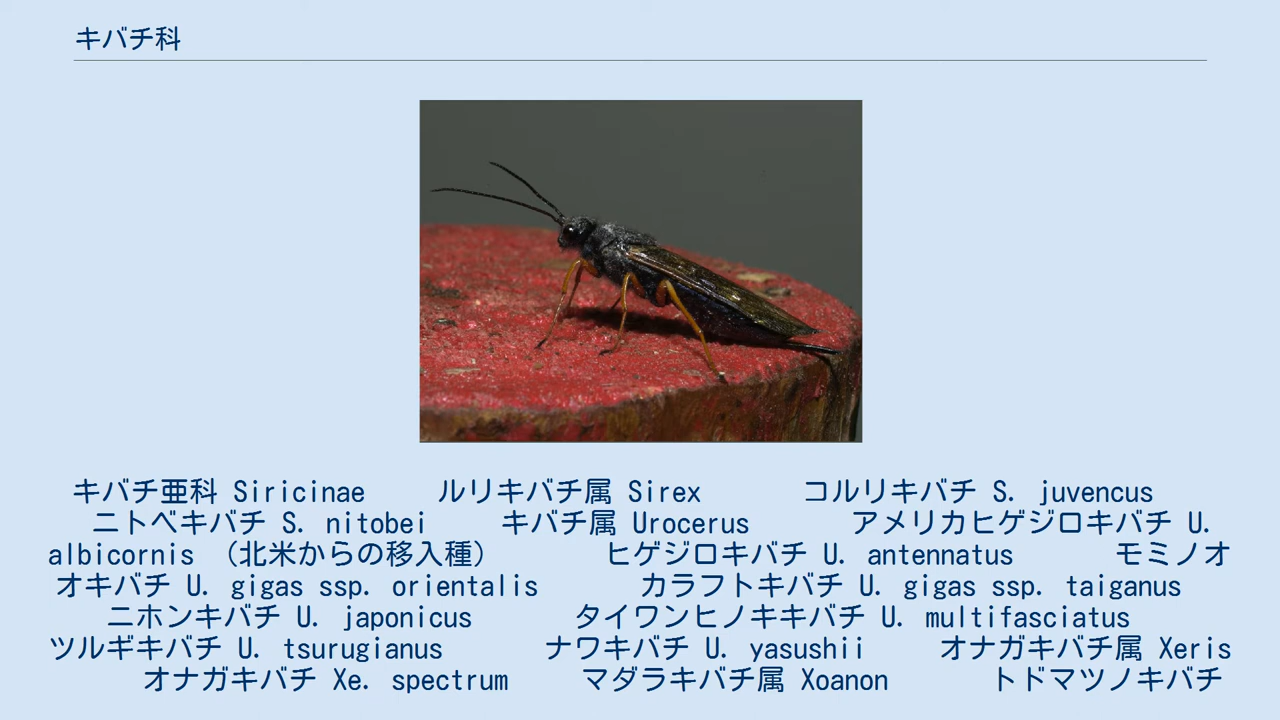 キバチ科
キバチ亜科 Siricinae ルリキバチ属 Sirex コルリキバチ S. juvencus
ニトベキバチ S. nitobei キバチ属 Urocerus アメリカヒゲジロキバチ U.
albicornis （北米からの移入種） ヒゲジロキバチ U. antennatus モミノオ
オキバチ U. gigas ssp. orientalis カラフトキバチ U. gigas ssp. taiganus
ニホンキバチ U. japonicus タイワンヒノキキバチ U. multifasciatus
ツルギキバチ U. tsurugianus ナワキバチ U. yasushii オナガキバチ属 Xeris
オナガキバチ Xe. spectrum マダラキバチ属 Xoanon トドマツノキバチ